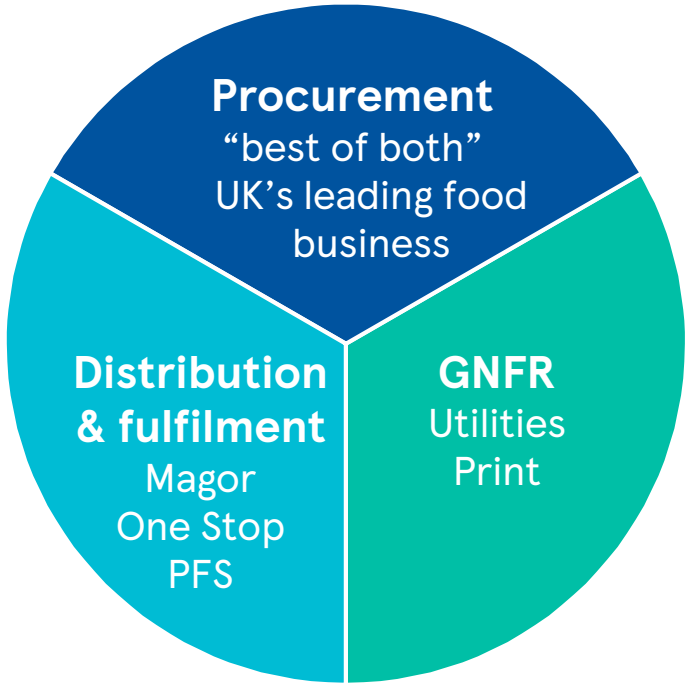 Procurement
“best of both”
UK’s leading food
business
Distribution
& fulfilment
Magor
One Stop
PFS
GNFR
Utilities
Print